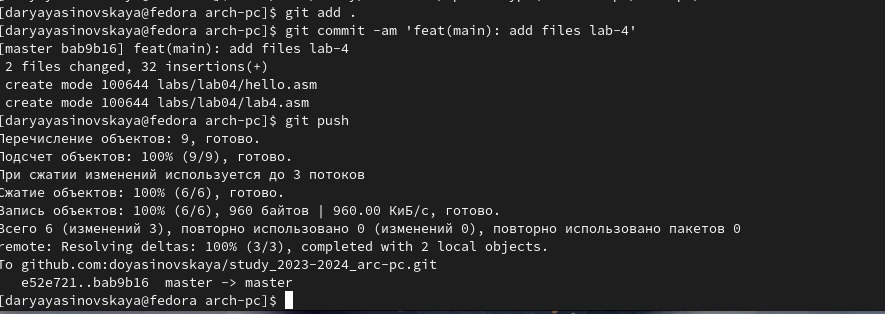 [daryayasinovskaya@fedora arch-pc]$ git add .
[daryayasinovskaya@fedora arch-pc]$ git commit -am 'feat(main): add files lab-4'
[master bab9b16] feat(main): add files lab-4
2 files changed, 32 insertions(+)
create mode 100644 labs/lab04/hello.asm
create mode 100644 labs/lab04/lab4.asm
[daryayasinovskaya@fedora arch-pc]$ git push
Перечисление объектов: 9, готово.
Подсчет объектов: 100% (9/9), готово.
При сжатии изменений используется до 3 потоков
Сжатие объектов: 100% (6/6), готово.
Запись объектов: 100% (6/6), 960 байтов | 960.00 КиБ/с, готово.
Всего 6 (изменений 3), повторно использовано 0 (изменений 0), повторно использовано пакетов 0
remote: Resolving deltas: 100% (3/3), completed with 2 local objects.
To github.com:doyasinovskaya/study_2023-2024_arc-pc.git
e52e721..bab9b16 master -> master
[daryayasinovskaya@fedora arch-pc]$